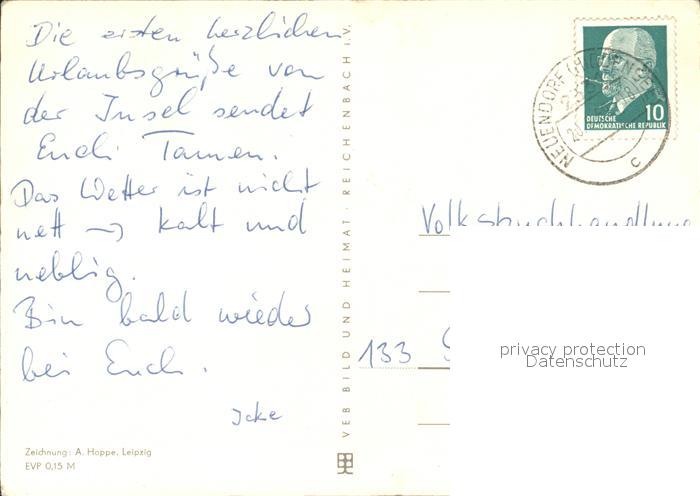 Die ersten herzlichen
Urlaubsgrüße von
der Insel sendet
Euch Tannen.
Das Wetter ist nicht
nett → kalt und
neblig.
Bin bald wieder
bei Euch.
Zeichnung: A. Hoppe, Leipzig
EVP 0,15 M
VEB BILD UND HEIMAT · REICHENBACH i. V.
NEUENDORF (HIDDENSEE)
c
10
DEUTSCHE
DEMOKRATISCHE REPUBLIK
Volksbuchhandlung
133
privacy protection
Datenschutz